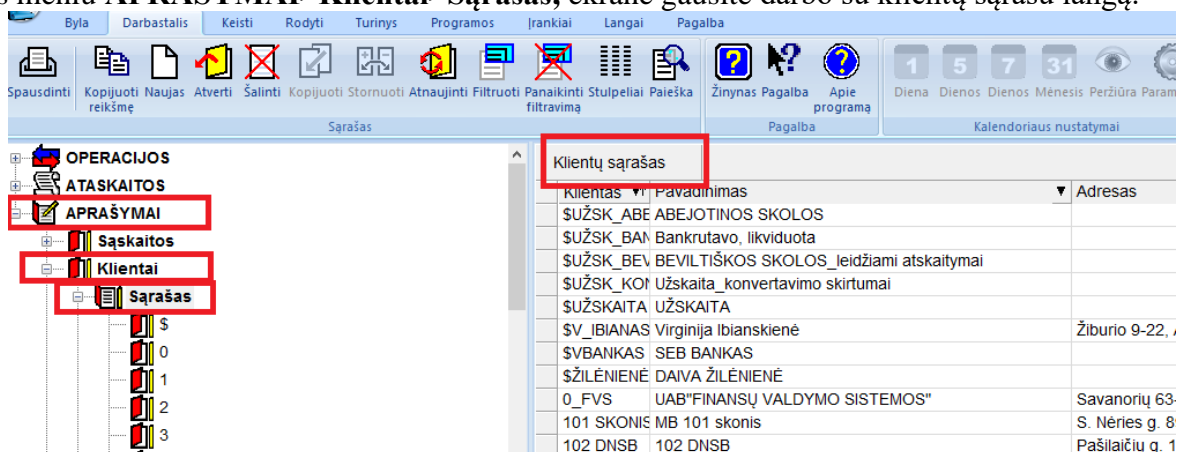 s meniu APRAŠYMAI- Klientai- Sąrašas, ekrane gausite darbo su klientų sąrašu langą.
Byla Darbastalis Keisti Rodyti Turinys Programos Įrankiai Langai Pagalba
Spausdinti Kopijuoti reikšmę Naujas Atverti Šalinti Kopijuoti Stornuoti Atnaujinti Filtruoti Panaikinti filtravimą Stulpeliai Paieška Žinynas Pagalba Apie programą Diena Dienos Dienos Mėnesis Peržiūra Param
1 5 7 31
Sąrašas Pagalba Kalendoriaus nustatymai
OPERACIJOS
ATASKAITOS
APRAŠYMAI
Sąskaitos
Klientai
Sąrašas
$
0
1
2
3
Klientų sąrašas
Klientas Pavadinimas Adresas
$UŽSK_ABE ABEJOTINOS SKOLOS
$UŽSK_BAN Bankrutavo, likviduota
$UŽSK_BEV BEVILTIŠKOS SKOLOS_leidžiami atskaitymai
$UŽSK_KON Užskaita_konvertavimo skirtumai
$UŽSKAITA UŽSKAITA
$V_IBIANAS Virginija Ibianskienė Žiburio 9-22,
$VBANKAS SEB BANKAS
$ŽILĖNIENĖ DAIVA ŽILĖNIENĖ
0_FVS UAB"FINANSŲ VALDYMO SISTEMOS" Savanorių 63-
101 SKONIS MB 101 skonis S. Nėries g. 8
102 DNSB 102 DNSB Pašilaičių g. 1